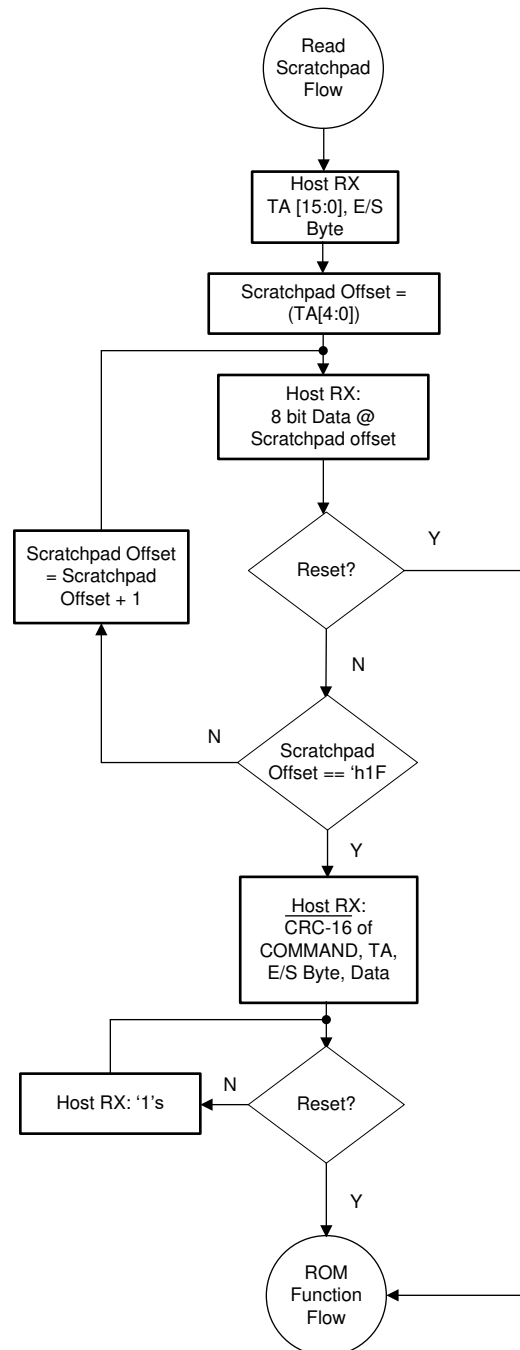 Read
Scratchpad
Flow
Host RX
TA [15:0], E/S
Byte
Scratchpad Offset =
(TA[4:0])
Host RX:
8 bit Data @
Scratchpad offset
Scratchpad Offset
= Scratchpad
Offset + 1
Reset?
Y
N
Scratchpad
Offset == ‘h1F
N
Y
Host RX:
CRC-16 of
COMMAND, TA,
E/S Byte, Data
Host RX: ‘1’s
N
Reset?
Y
ROM
Function
Flow